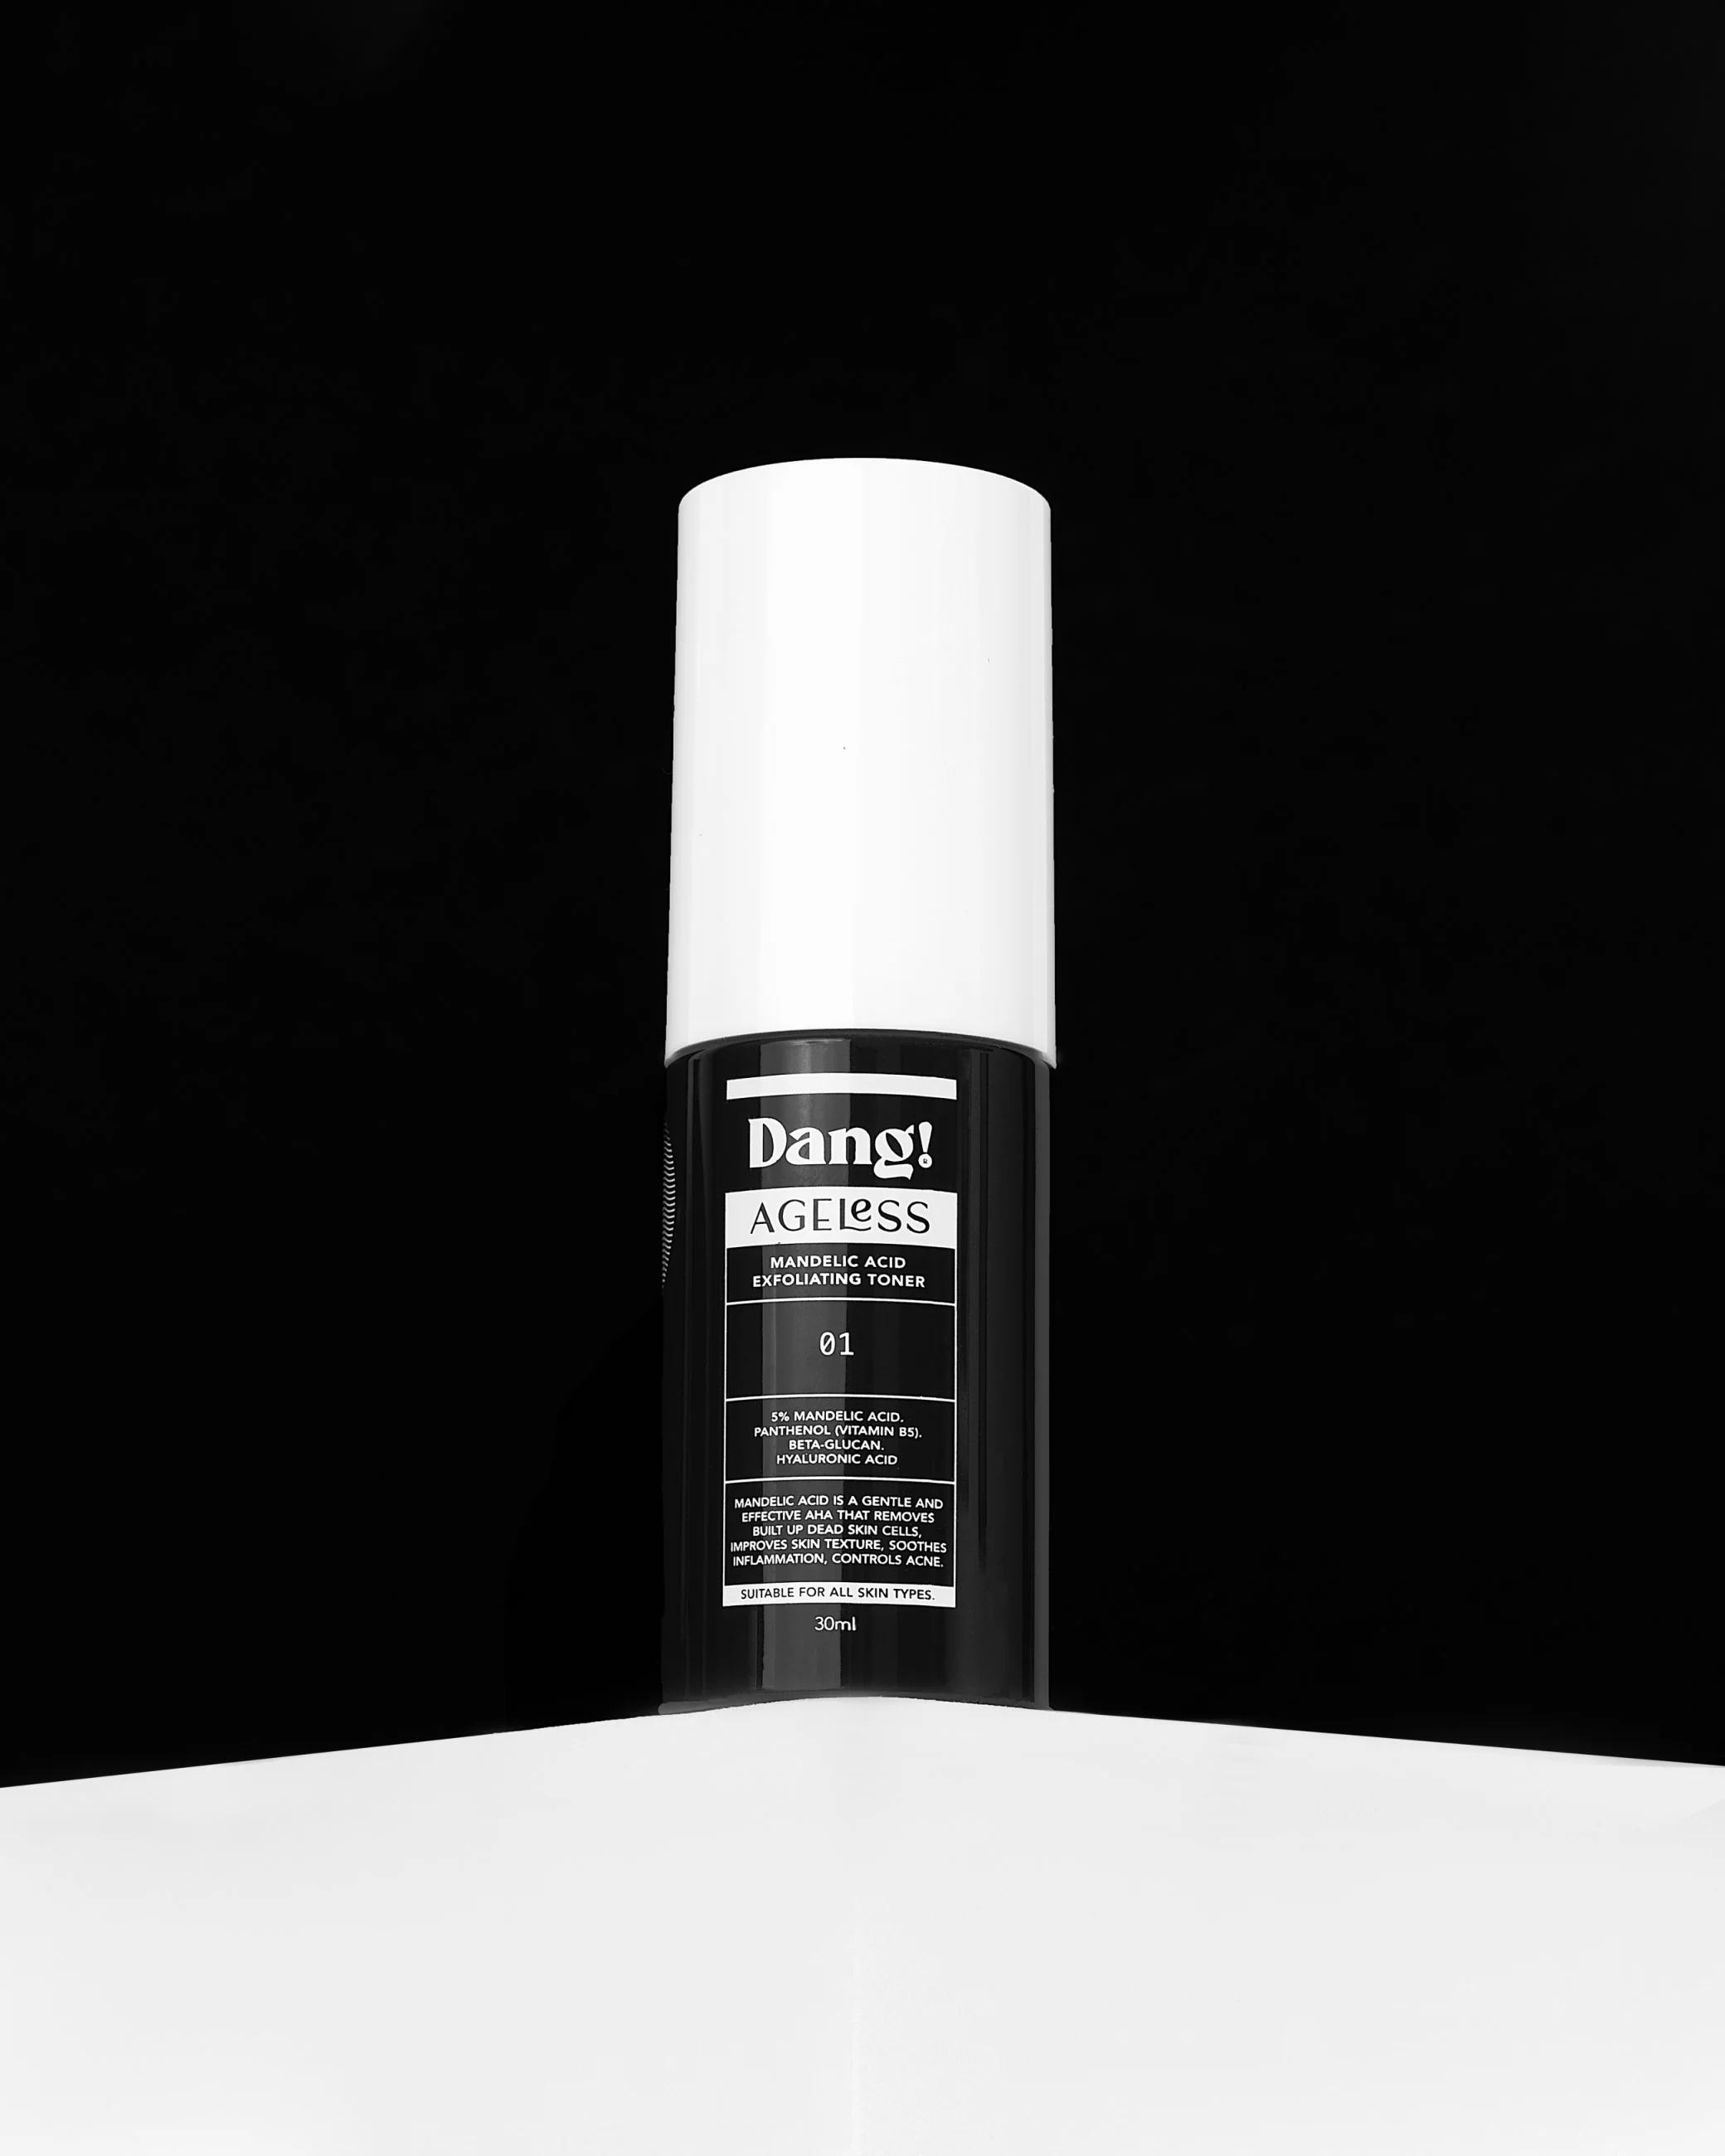 Dang!
AGELESS
MANDELIC ACID
EXFOLIATING TONER
01
5% MANDELIC ACID.
PANTHENOL (VITAMIN B5).
BETA-GLUCAN.
HYALURONIC ACID
MANDELIC ACID IS A GENTLE AND
EFFECTIVE AHA THAT REMOVES
BUILT UP DEAD SKIN CELLS,
IMPROVES SKIN TEXTURE, SOOTHES
INFLAMMATION, CONTROLS ACNE.
SUITABLE FOR ALL SKIN TYPES.
30ml